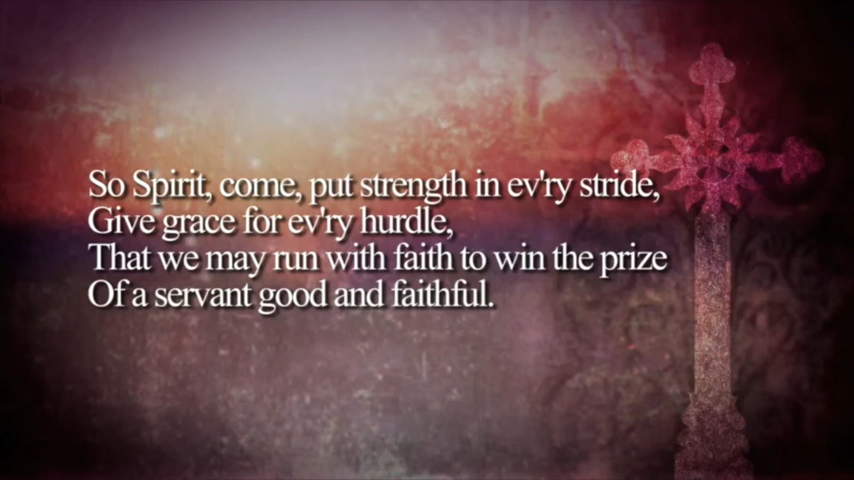 So Spirit, come, put strength in ev'ry stride,
Give grace for ev'ry hurdle,
That we may run with faith to win the prize
Of a servant good and faithful.